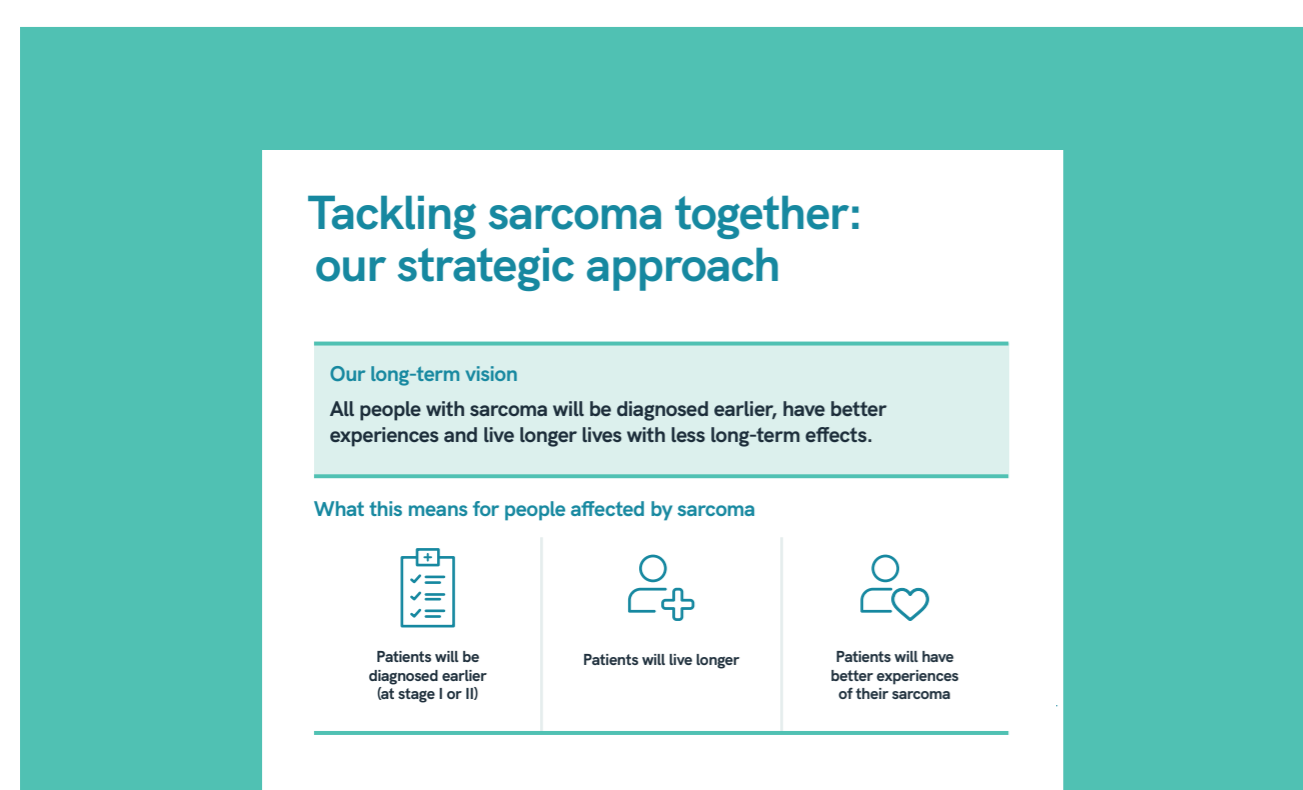 Tackling sarcoma together:
our strategic approach
Our long-term vision
All people with sarcoma will be diagnosed earlier, have better
experiences and live longer lives with less long-term effects.
What this means for people affected by sarcoma
Patients will be
diagnosed earlier
(at stage I or II)
Patients will live longer
Patients will have
better experiences
of their sarcoma